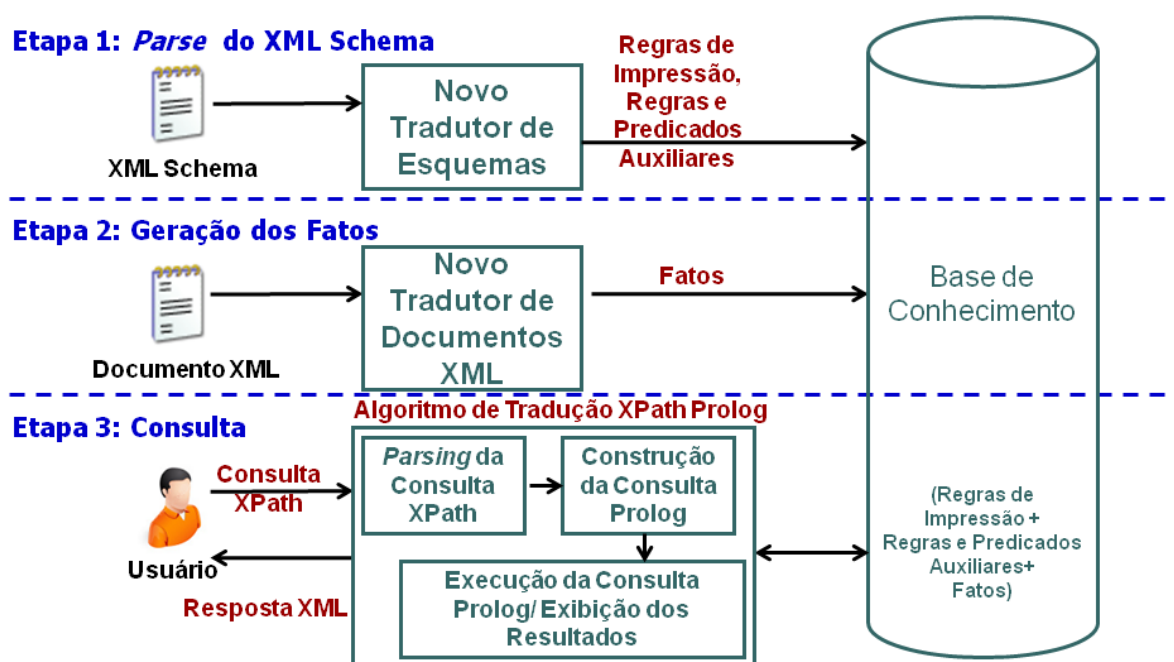 Etapa 1: Parse do XML Schema
XML Schema
Novo
Tradutor de
Esquemas
Regras de
Impressão,
Regras e
Predicados
Auxiliares
Etapa 2: Geração dos Fatos
Documento XML
Novo
Tradutor de
Documentos
XML
Fatos
Base de
Conhecimento
Etapa 3: Consulta
Algoritmo de Tradução XPath Prolog
Usuário
Consulta
XPath
Resposta XML
Parsing da
Consulta
XPath
Construção
da Consulta
Prolog
Execução da Consulta
Prolog/ Exibição dos
Resultados
(Regras de
Impressão +
Regras e Predicados
Auxiliares+
Fatos)